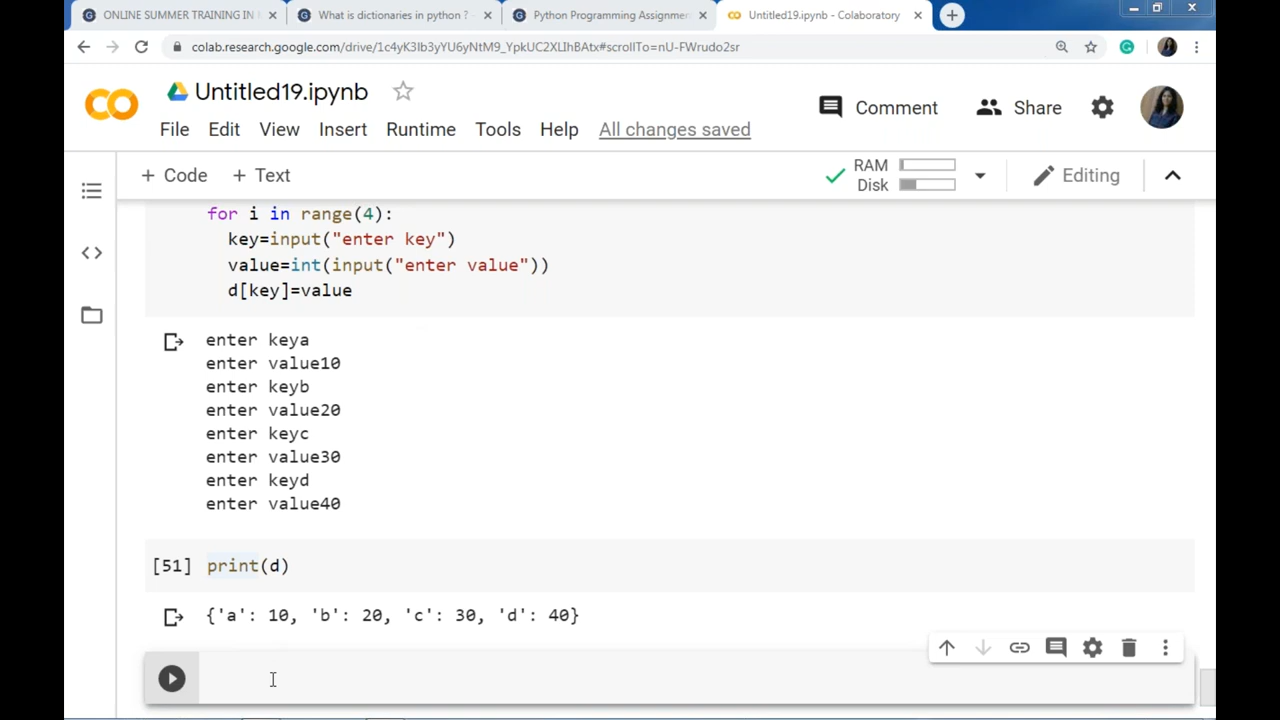 ONLINE SUMMER TRAINING IN
What is dictionaries in python ? -
Python Programming Assignmen
Untitled19.ipynb - Colaboratory
colab.research.google.com/drive/1c4yK3Ib3yYU6yNtM9_YpkUC2XLIhBAtx#scrollTo=nU-FWrudo2sr
CO Untitled19.ipynb
Comment Share
File Edit View Insert Runtime Tools Help All changes saved
+ Code + Text
RAM
Disk
Editing
for i in range(4):
key=input("enter key")
value=int(input("enter value"))
d[key]=value
enter keya
enter value10
enter keyb
enter value20
enter keyc
enter value30
enter keyd
enter value40
[51] print(d)
{'a': 10, 'b': 20, 'c': 30, 'd': 40}